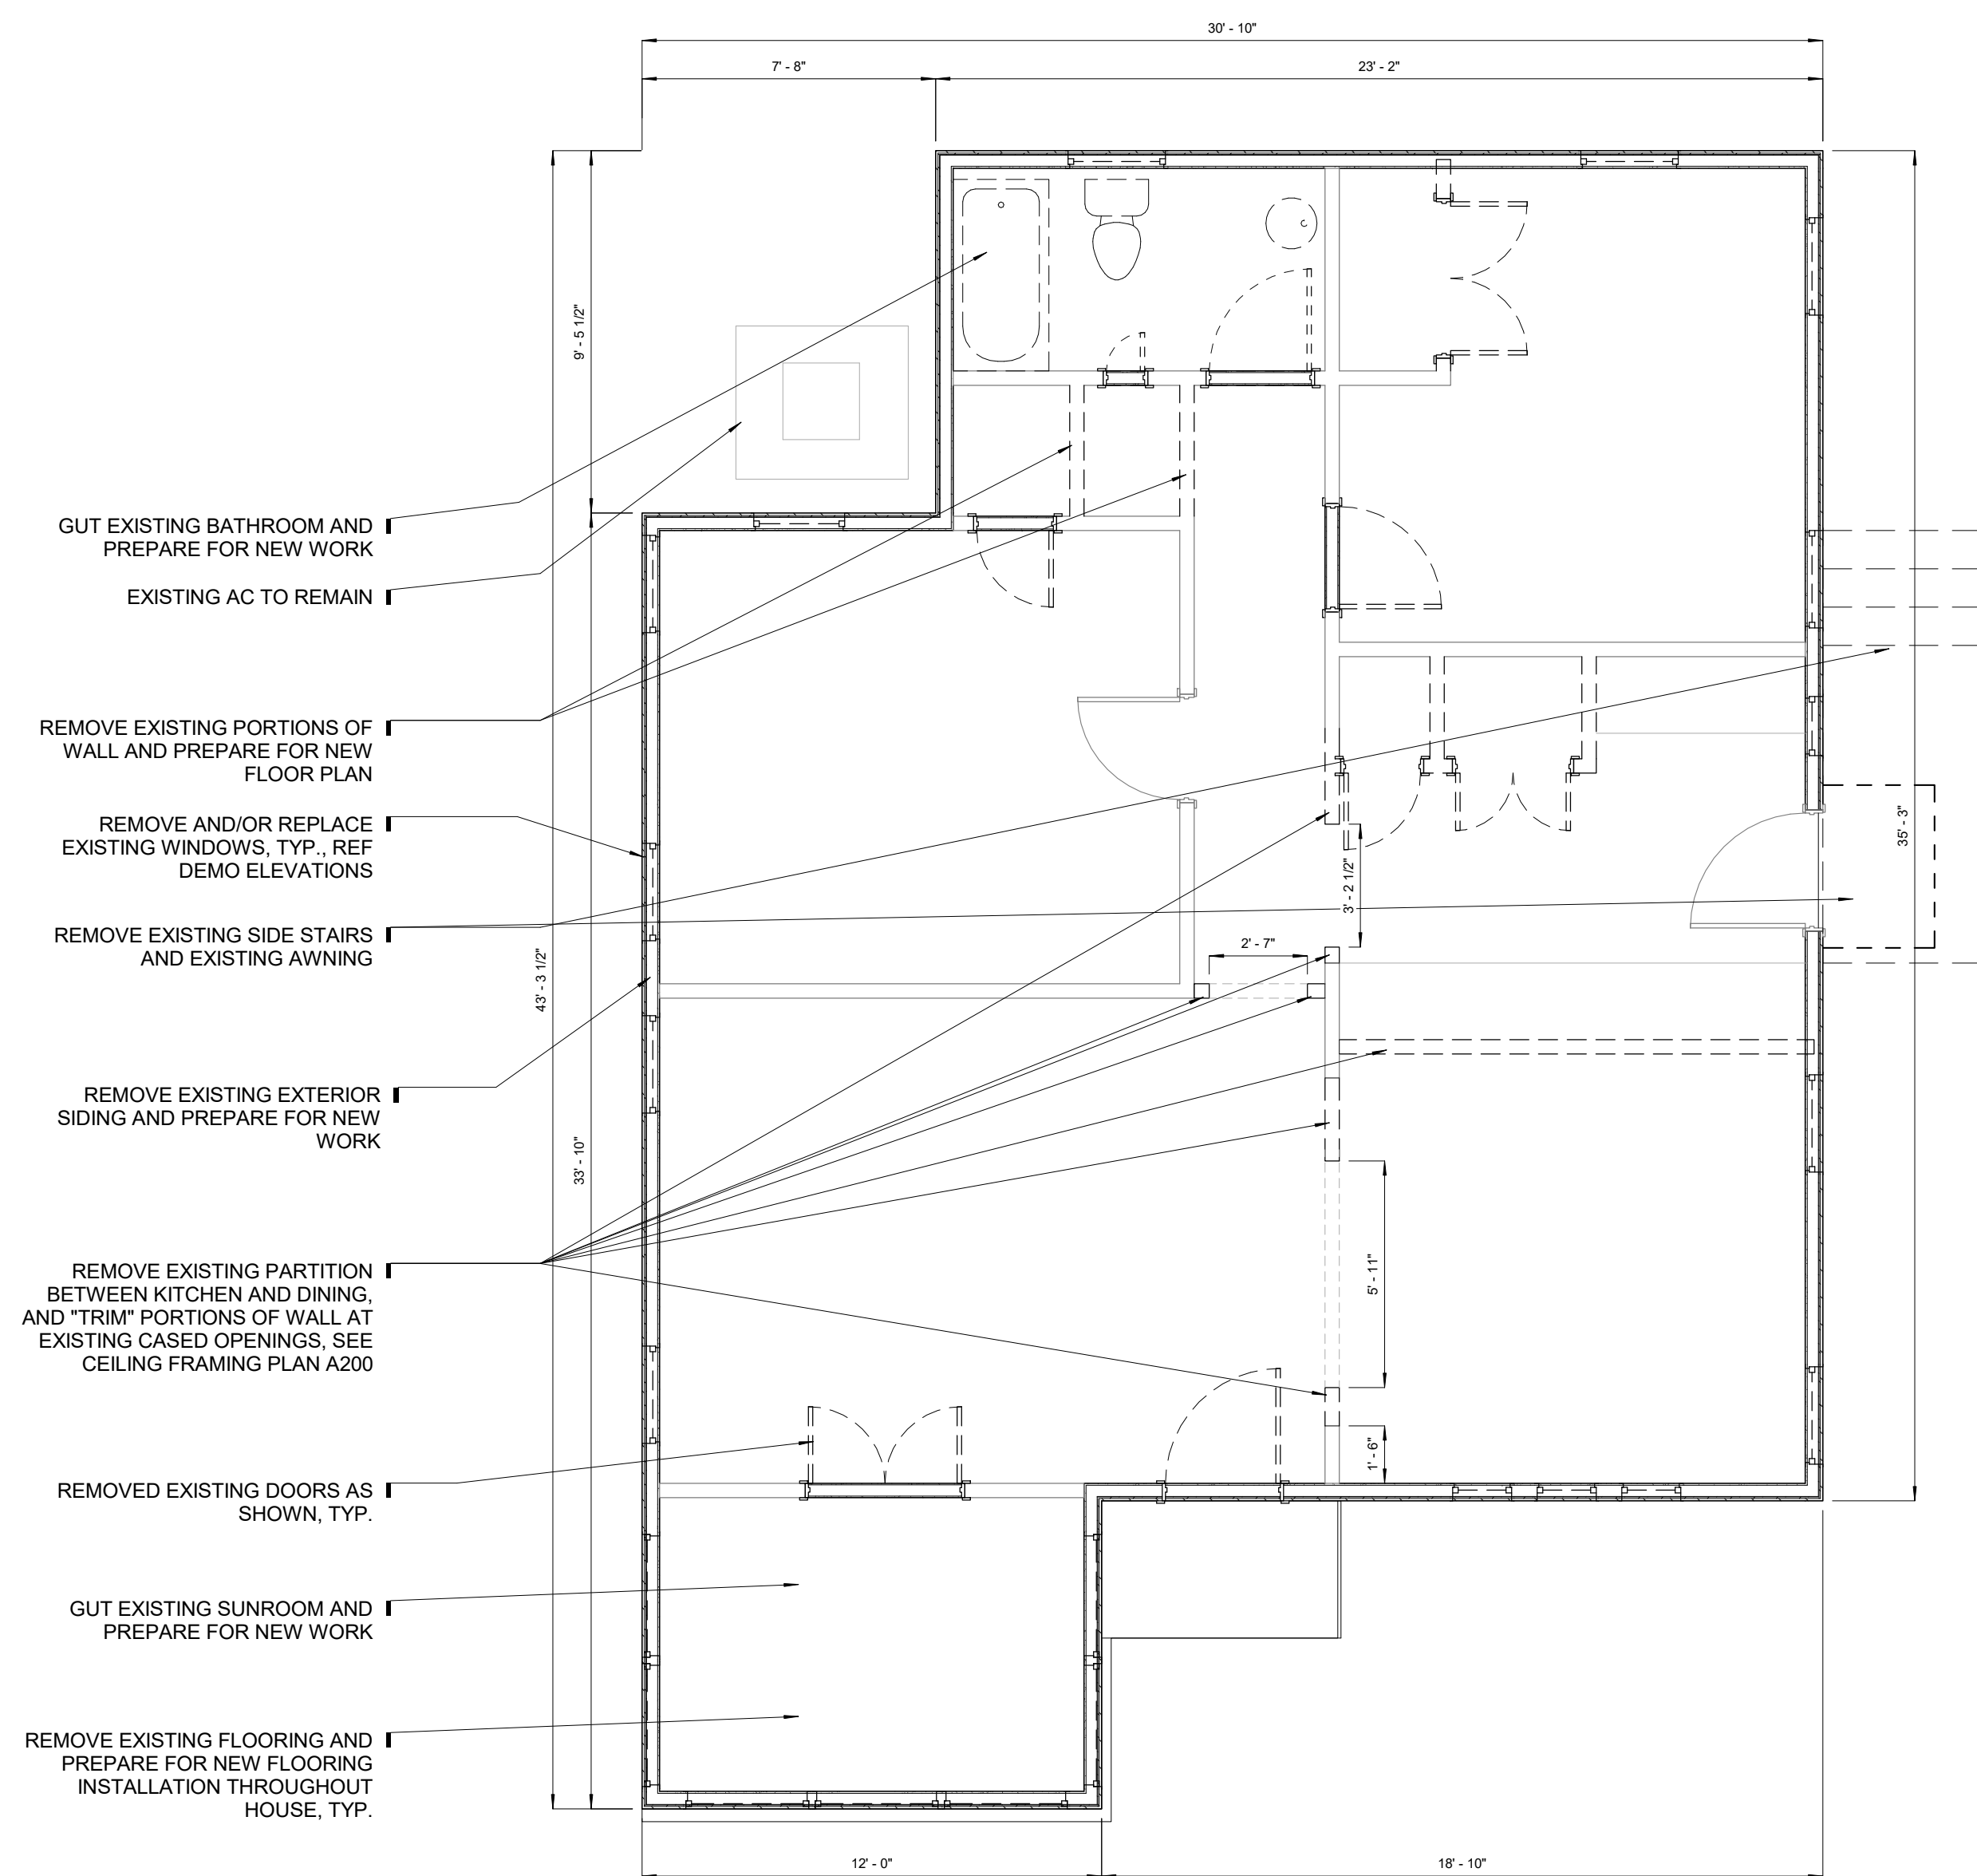 30' - 10"
7' - 8"
23' - 2"
9' - 5 1/2"
GUT EXISTING BATHROOM AND
PREPARE FOR NEW WORK
EXISTING AC TO REMAIN
REMOVE EXISTING PORTIONS OF
WALL AND PREPARE FOR NEW
FLOOR PLAN
REMOVE AND/OR REPLACE
EXISTING WINDOWS, TYP., REF
DEMO ELEVATIONS
35' - 3"
3' - 2 1/2"
REMOVE EXISTING SIDE STAIRS
AND EXISTING AWNING
2' - 7"
43' - 3 1/2"
REMOVE EXISTING EXTERIOR
SIDING AND PREPARE FOR NEW
WORK
33' - 10"
REMOVE EXISTING PARTITION
BETWEEN KITCHEN AND DINING,
AND "TRIM" PORTIONS OF WALL AT
EXISTING CASED OPENINGS, SEE
CEILING FRAMING PLAN A200
5' - 11"
1' - 6"
REMOVED EXISTING DOORS AS
SHOWN, TYP.
GUT EXISTING SUNROOM AND
PREPARE FOR NEW WORK
REMOVE EXISTING FLOORING AND
PREPARE FOR NEW FLOORING
INSTALLATION THROUGHOUT
HOUSE, TYP.
12' - 0"
18' - 10"